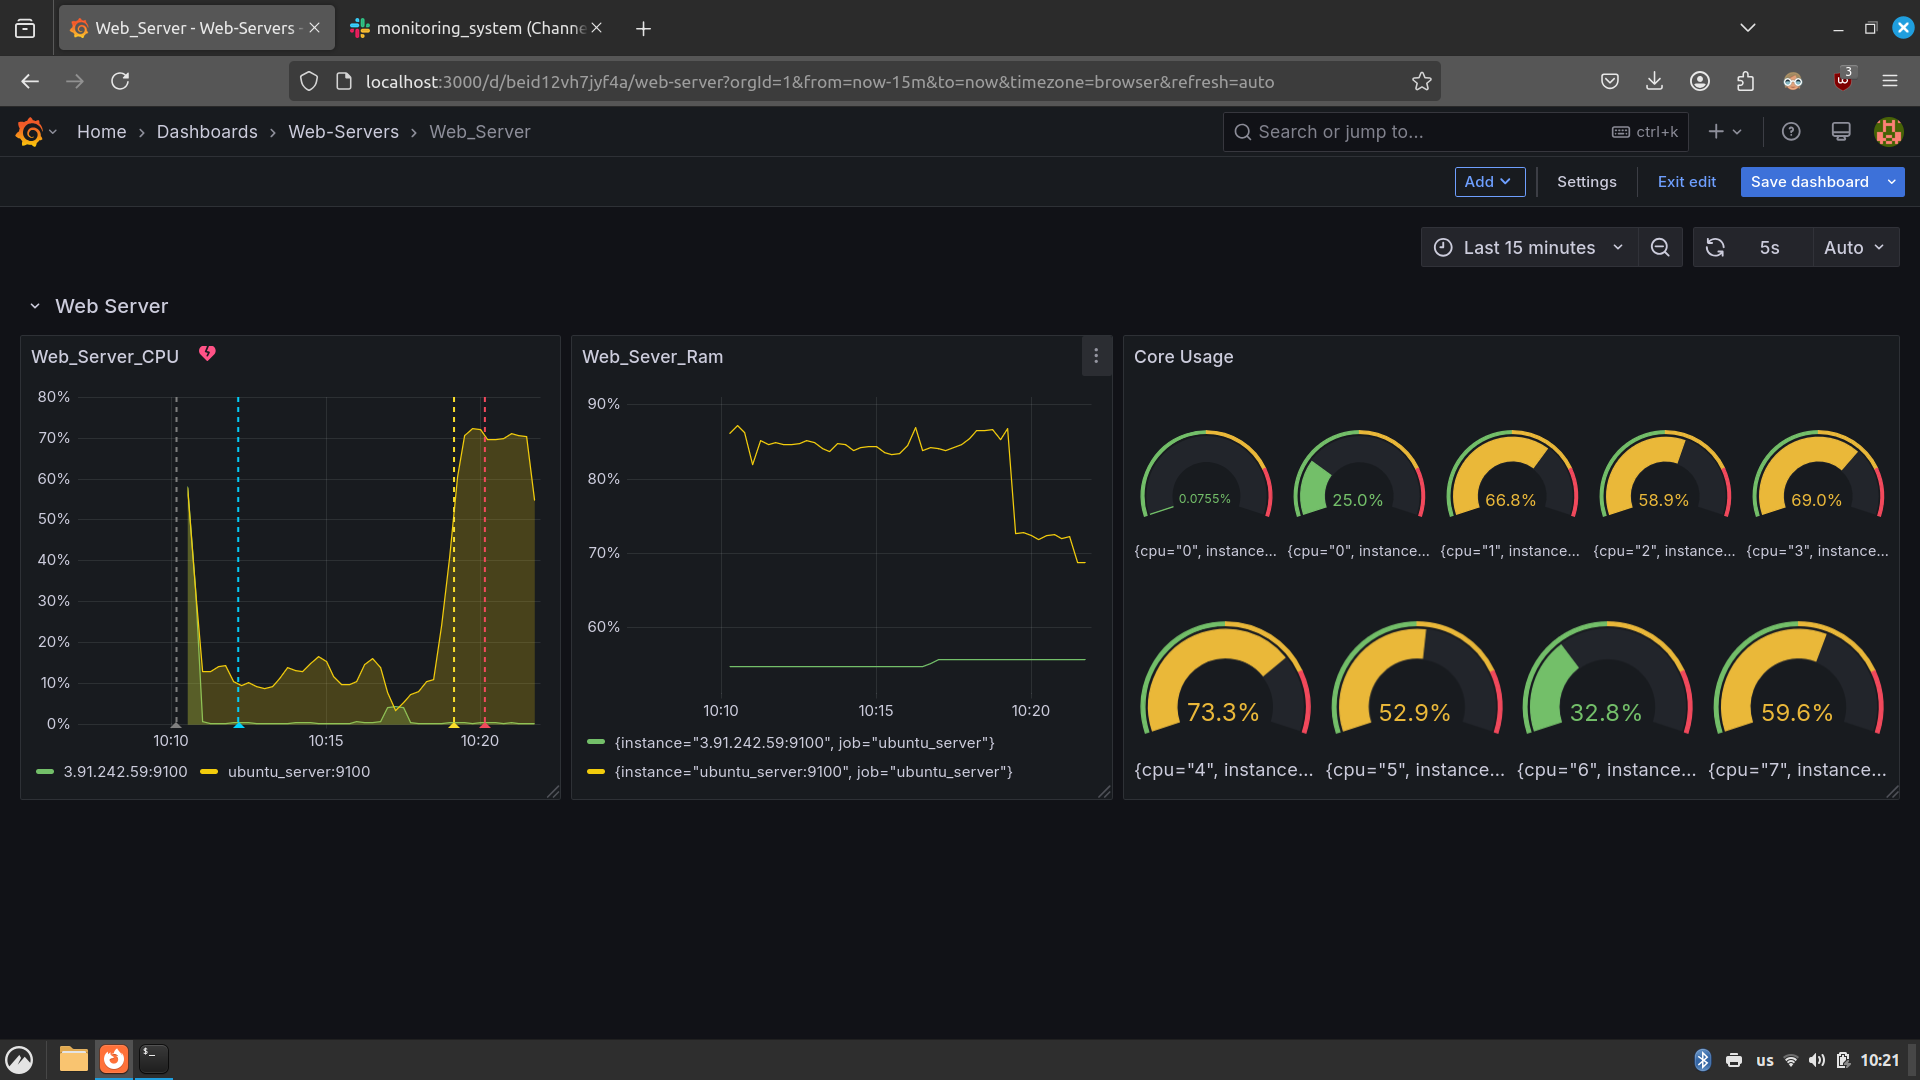 Web_Server - Web-Servers -
monitoring_system (Channe
localhost:3000/d/beid12vh7jyf4a/web-server?orgId=1&from=now-15m&to=now&timezone=browser&refresh=auto
3
Home › Dashboards › Web-Servers › Web_Server
Search or jump to...
ctrl+k
Add
Settings
Exit edit
Save dashboard
Last 15 minutes
5s
Auto
Web Server
Web_Server_CPU
80%
70%
60%
50%
40%
30%
20%
10%
0%
10:10
10:15
10:20
3.91.242.59:9100
ubuntu_server:9100
Web_Sever_Ram
90%
80%
70%
60%
10:10
10:15
10:20
{instance="3.91.242.59:9100", job="ubuntu_server"}
{instance="ubuntu_server:9100", job="ubuntu_server"}
Core Usage
0.0755%
25.0%
66.8%
58.9%
69.0%
{cpu="0", instance...
{cpu="0", instance...
{cpu="1", instance...
{cpu="2", instance...
{cpu="3", instance...
73.3%
52.9%
32.8%
59.6%
{cpu="4", instance...
{cpu="5", instance...
{cpu="6", instance...
{cpu="7", instance...
$_
us
10:21